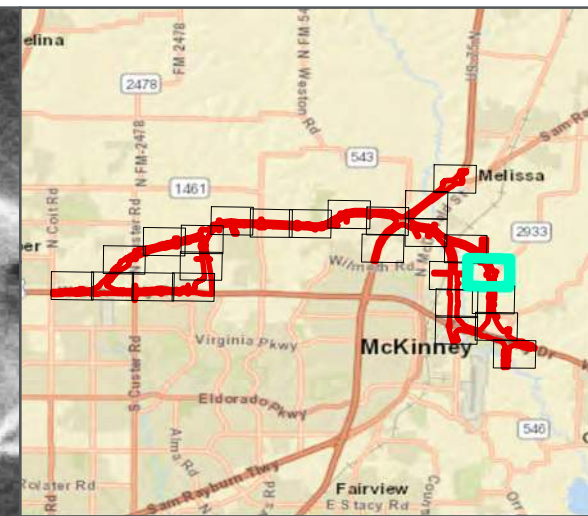 elina
FM 2478
N FM 54
Weston
Rd
N US-H
2478
Sam Ra
543
Melissa
1461
N FM-2478
N Coit Rd
2933
Wilmeth Rd
Virginia Pkwy
McKinney
Dr
S Custer Rd
Eldorado Pkwy
546
Alma Rd
Rolater Rd
Rd
Sam Rayburn Tlwy
Fairview
E Stacy Rd